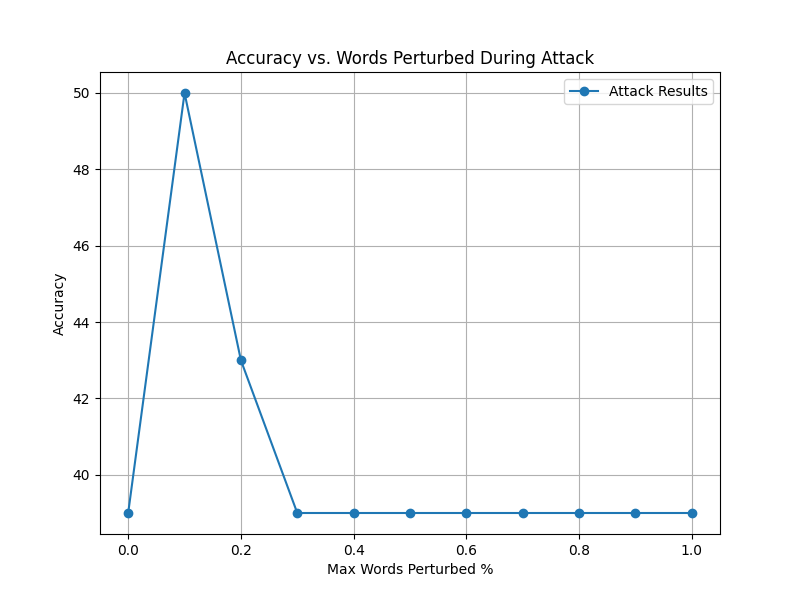 Accuracy vs. Words Perturbed During Attack
Attack Results
50
48
46
44
42
40
Accuracy
0.0 0.2 0.4 0.6 0.8 1.0
Max Words Perturbed %